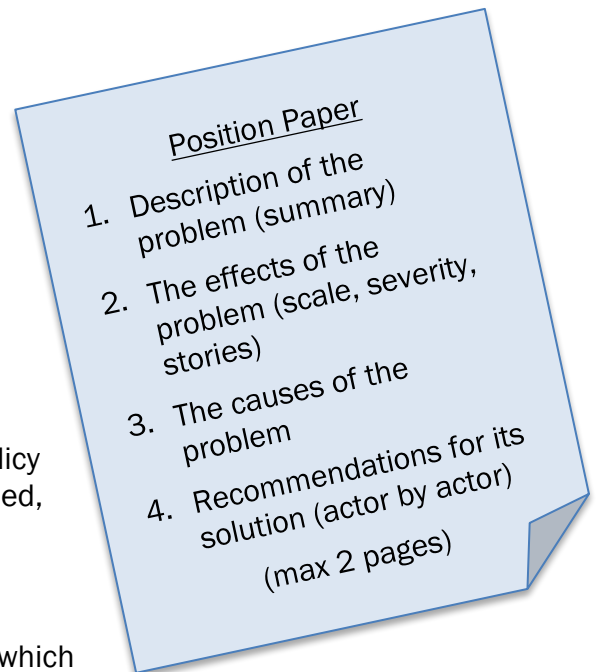 Position Paper
1. Description of the
problem (summary)
2. The effects of the
problem (scale, severity,
stories)
3. The causes of the
problem
4. Recommendations for its
solution (actor by actor)
(max 2 pages)
licy
ed,
which